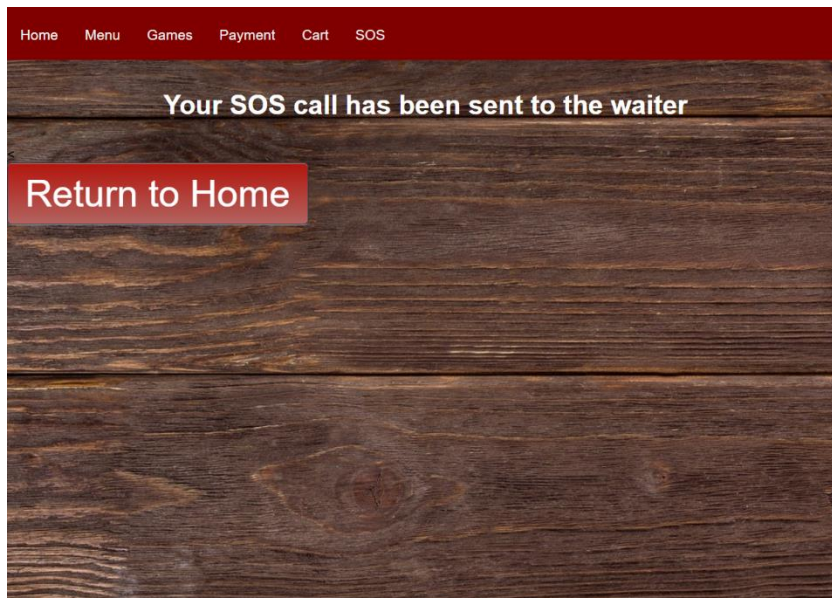 Home Menu Games Payment Cart SOS
Your SOS call has been sent to the waiter
Return to Home